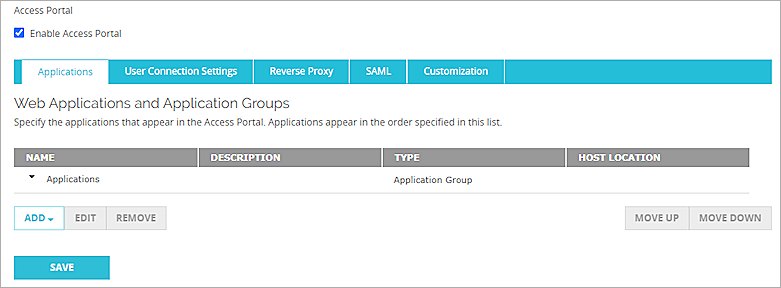 Access Portal
Enable Access Portal
Applications User Connection Settings Reverse Proxy SAML Customization
Web Applications and Application Groups
Specify the applications that appear in the Access Portal. Applications appear in the order specified in this list.
NAME DESCRIPTION TYPE HOST LOCATION
Applications Application Group
ADD EDIT REMOVE MOVE UP MOVE DOWN
SAVE